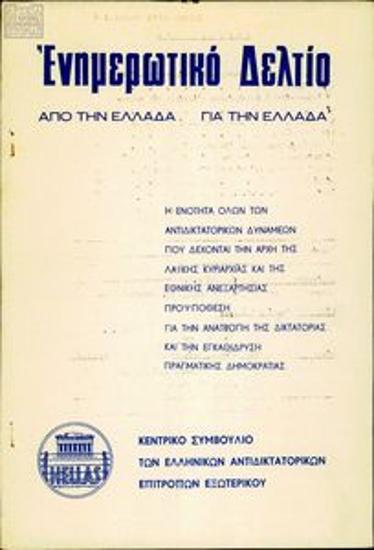 Ἐνημερωτικό Δελτίο
ΑΠΟ ΤΗΝ ΕΛΛΑΔΑ . ΓΙΑ ΤΗΝ ΕΛΛΑΔΑ
Η ΕΝΟΤΗΤΑ ΟΛΩΝ ΤΩΝ
ΑΝΤΙΔΙΚΤΑΤΟΡΙΚΩΝ ΔΥΝΑΜΕΩΝ
ΠΟΥ ΔΕΧΟΝΤΑΙ ΤΗΝ ΑΡΧΗ ΤΗΣ
ΛΑΪΚΗΣ ΚΥΡΙΑΡΧΙΑΣ ΚΑΙ ΤΗΣ
ΕΘΝΙΚΗΣ ΑΝΕΞΑΡΤΗΣΙΑΣ
ΠΡΟΥΠΟΘΕΣΗ
ΓΙΑ ΤΗΝ ΑΝΑΤΡΟΠΗ ΤΗΣ ΔΙΚΤΑΤΟΡΙΑΣ
ΚΑΙ ΤΗΝ ΕΓΚΑΘΙΔΡΥΣΗ
ΠΡΑΓΜΑΤΙΚΗΣ ΔΗΜΟΚΡΑΤΙΑΣ
HELLAS
ΚΕΝΤΡΙΚΟ ΣΥΜΒΟΥΛΙΟ
ΤΩΝ ΕΛΛΗΝΙΚΩΝ ΑΝΤΙΔΙΚΤΑΤΟΡΙΚΩΝ
ΕΠΙΤΡΟΠΩΝ ΕΞΩΤΕΡΙΚΟΥ